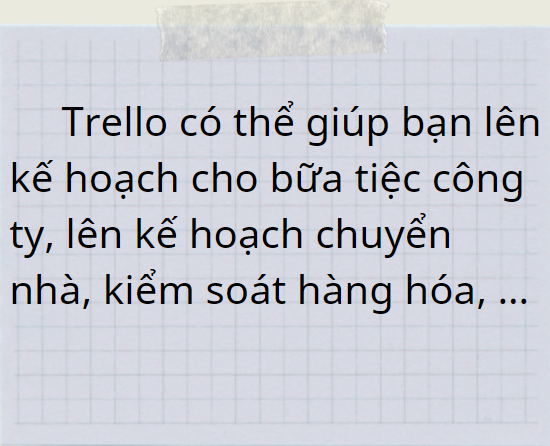 Trello có thể giúp bạn lên
kế hoạch cho bữa tiệc công
ty, lên kế hoạch chuyển
nhà, kiểm soát hàng hóa, ...